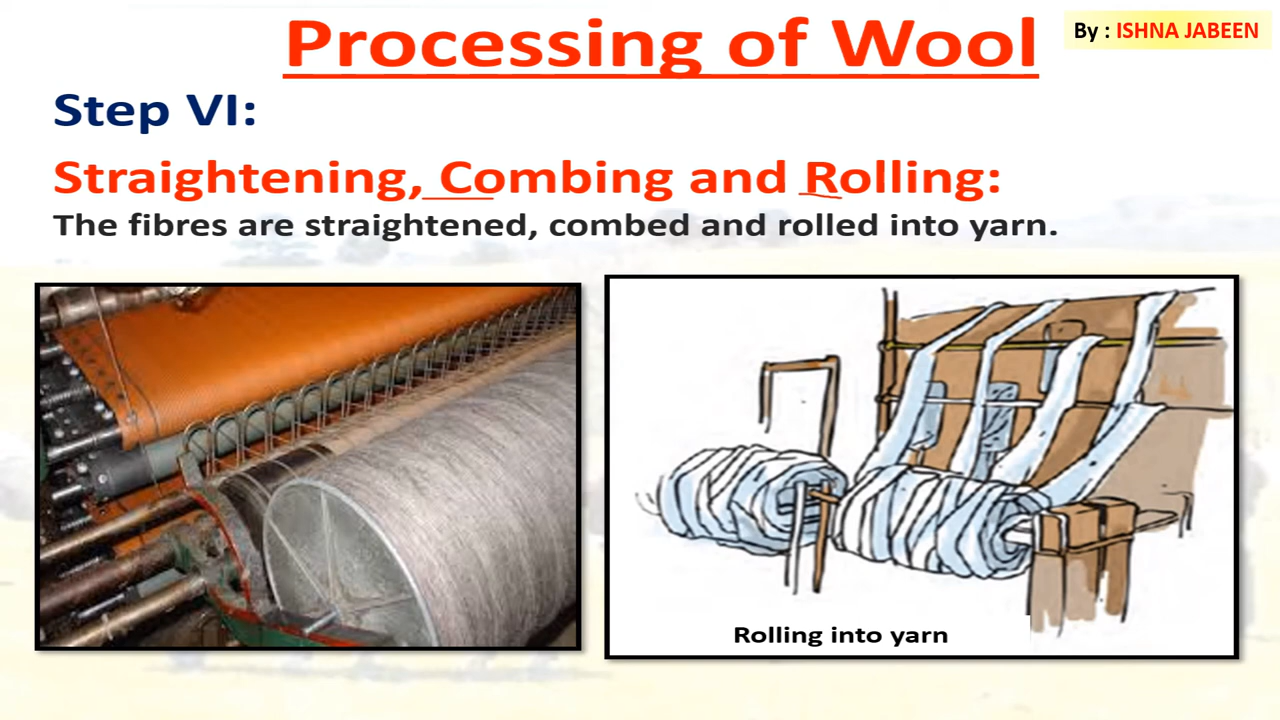 Processing of Wool
By : ISHNA JABEEN
Step VI:
Straightening, Combing and Rolling:
The fibres are straightened, combed and rolled into yarn.
Rolling into yarn